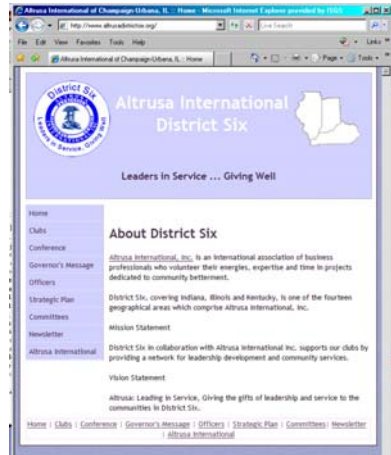 Altrusa International of Champaign-Urbana, IL :: Home - Microsoft Internet Explorer provided by
File Edit View Favorites Tools Help
Links
Altrusa International of Champaign-Urbana, IL :: Home
Page
Tools
District Six
Leaders in Service, Giving Well
Altrusa International
District Six
Leaders in Service ... Giving Well
Home
Clubs
Conference
Governor's Message
Officers
Strategic Plan
Committees
Newsletter
Altrusa International
About District Six
Altrusa International, Inc. is an international association of business
professionals who volunteer their energies, expertise and time in projects
dedicated to community betterment.
District Six, covering Indiana, Illinois and Kentucky, is one of the fourteen
geographical areas which comprise Altrusa International, Inc.
Mission Statement
District Six in collaboration with Altrusa International Inc. supports our clubs by
providing a network for leadership development and community services.
Vision Statement
Altrusa: Leading in Service, Giving the gifts of leadership and service to the
communities in District Six.
Home | Clubs | Conference | Governor's Message | Officers | Strategic Plan | Committees | Newsletter
| Altrusa International